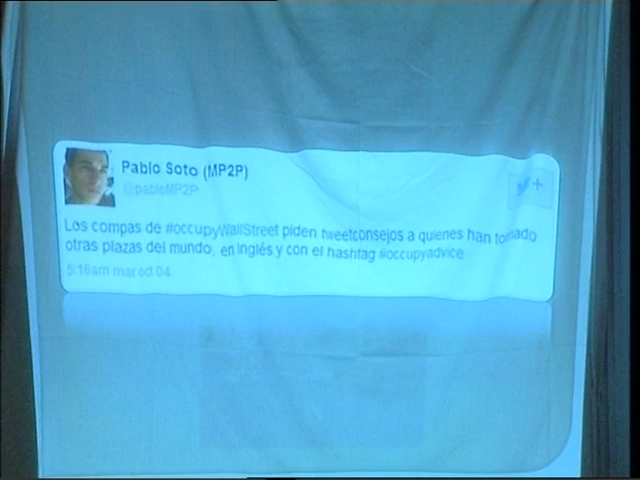 Pablo Soto (MP2P)
@pabloMP2P
Los compas de #occupyWallStreet piden tweetconsejos a quienes han tomado
otras plazas del mundo, en inglés y con el hashtag #occupyadvice
5:16am mar oct 04